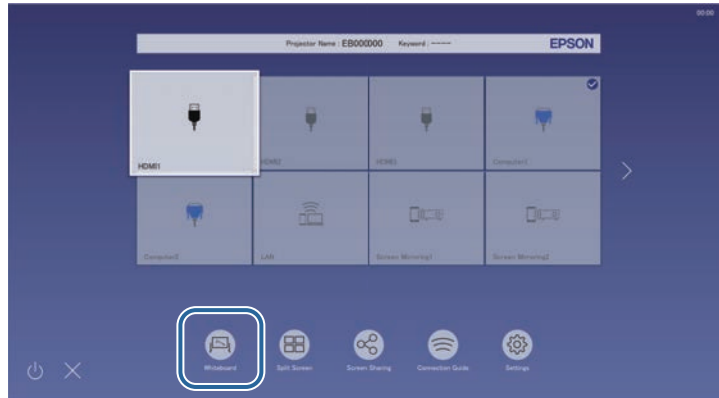 00:00
Projector Name : EB000000 Keyword : -----
EPSON
HDMI1
HDMI2
HDMI3
Computer1
Computer2
LAN
Screen Mirroring1
Screen Mirroring2
Whiteboard
Split Screen
Screen Sharing
Connection Guide
Settings